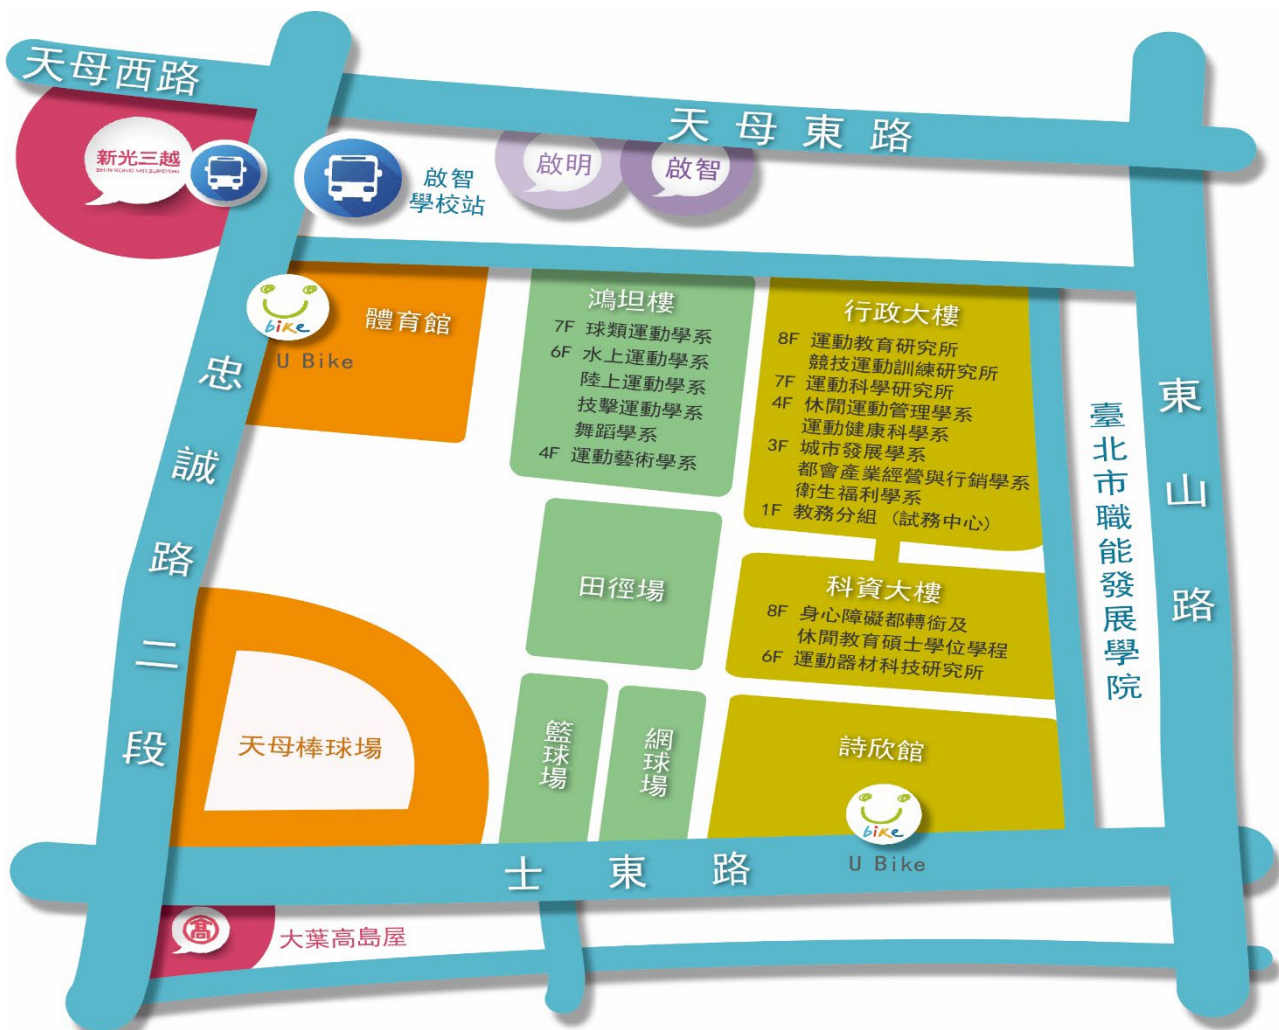 天母西路
天母東路
新光三越
SHIN KONG MITSUKOSHI
啟智
學校站
啟明
啟智
bike
U Bike
體育館
鴻坦樓
7F 球類運動學系
6F 水上運動學系
陸上運動學系
技擊運動學系
舞蹈學系
4F 運動藝術學系
行政大樓
8F 運動教育研究所
競技運動訓練研究所
7F 運動科學研究所
4F 休閒運動管理學系
運動健康科學系
3F 城市發展學系
都會產業經營與行銷學系
衛生福利學系
1F 教務分組 (試務中心)
忠誠路二段
東山路
臺北市職能發展學院
田徑場
科資大樓
8F 身心障礙都轉銜及
休閒教育碩士學位學程
6F 運動器材科技研究所
天母棒球場
籃球場
網球場
詩欣館
bike
U Bike
士東路
髙
大葉高島屋